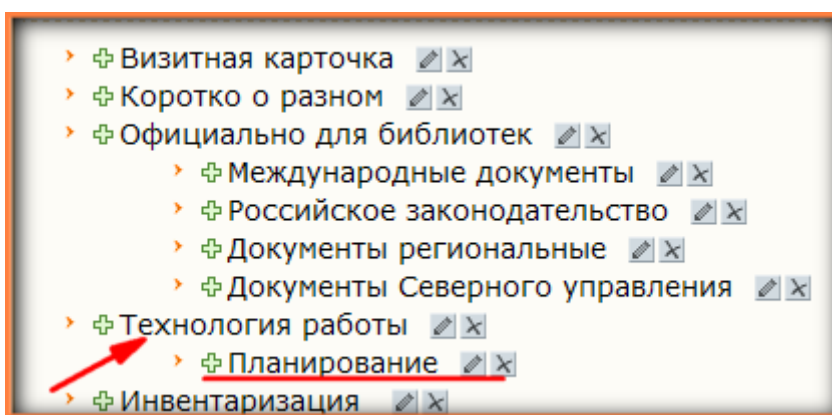 Визитная карточка
Коротко о разном
Официально для библиотек
Международные документы
Российское законодательство
Документы региональные
Документы Северного управления
Технология работы
Планирование
Инвентаризация